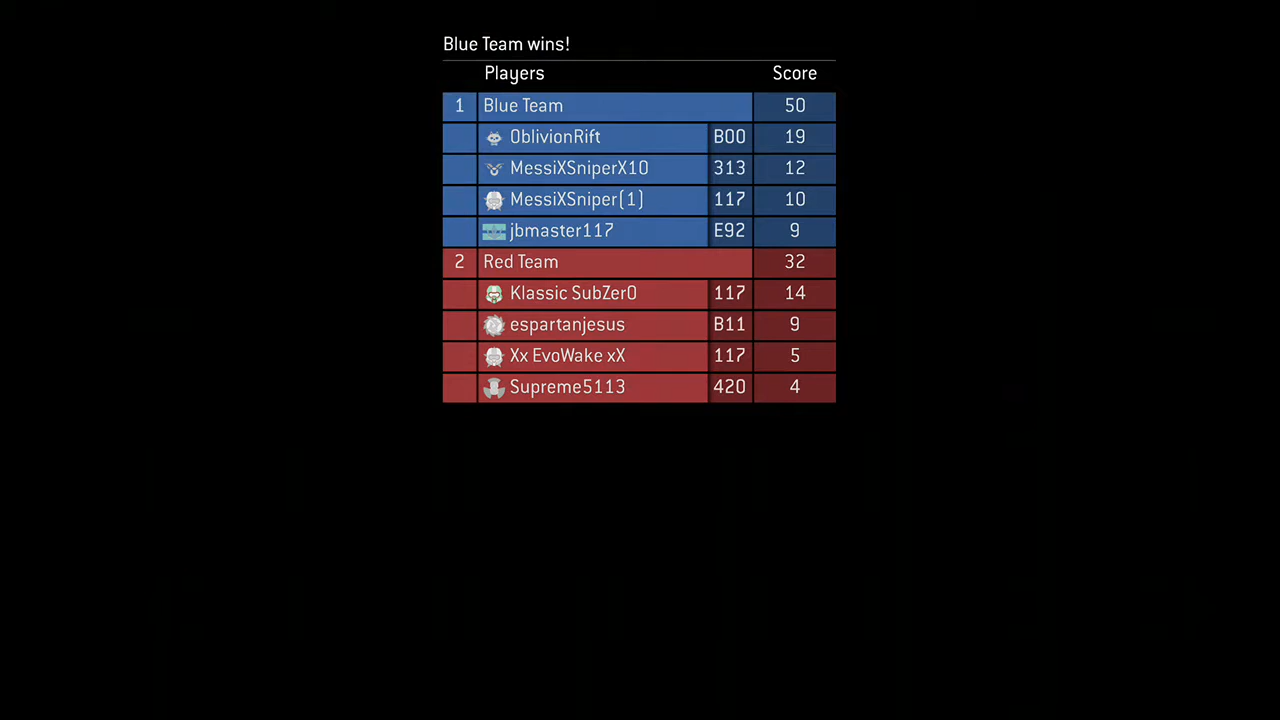 Blue Team wins!
Players Score
1 Blue Team 50
OblivionRift B00 19
MessiXSniperX10 313 12
MessiXSniper(1) 117 10
jbmaster117 E92 9
2 Red Team 32
Klassic SubZer0 117 14
espartanjesus B11 9
Xx EvoWake xX 117 5
Supreme5113 420 4